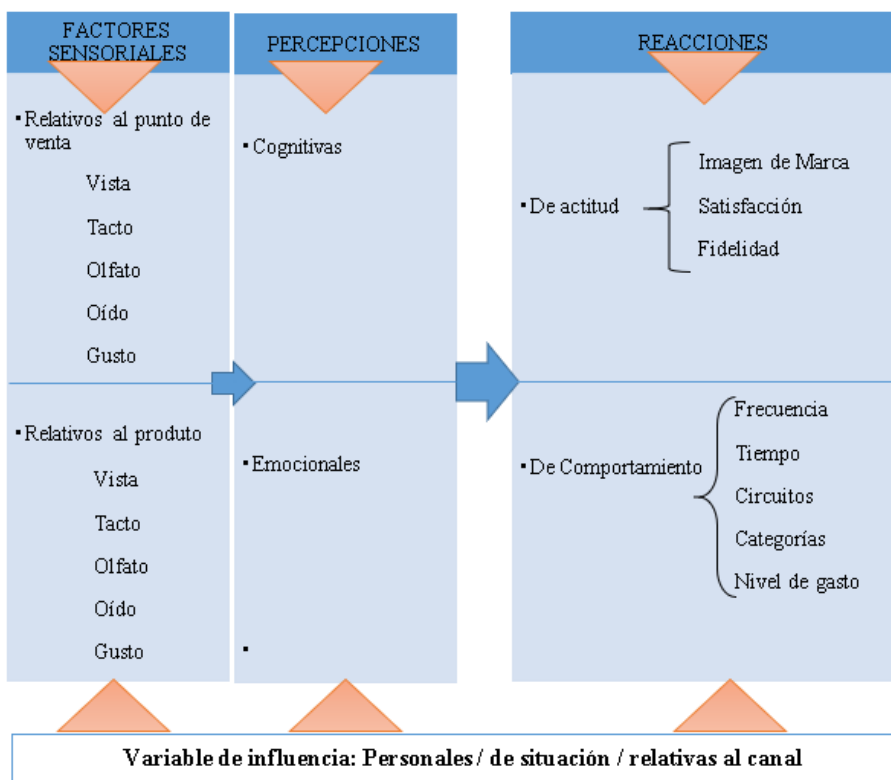 FACTORES
SENSORIALES
▪Relativos al punto de
venta
Vista
Tacto
Olfato
Oído
Gusto
▪Relativos al produto
Vista
Tacto
Olfato
Oído
Gusto
PERCEPCIONES
▪Cognitivas
▪Emocionales
▪
REACCIONES
▪De actitud
Imagen de Marca
Satisfacción
Fidelidad
▪De Comportamiento
Frecuencia
Tiempo
Circuitos
Categorías
Nivel de gasto
Variable de influencia: Personales / de situación / relativas al canal